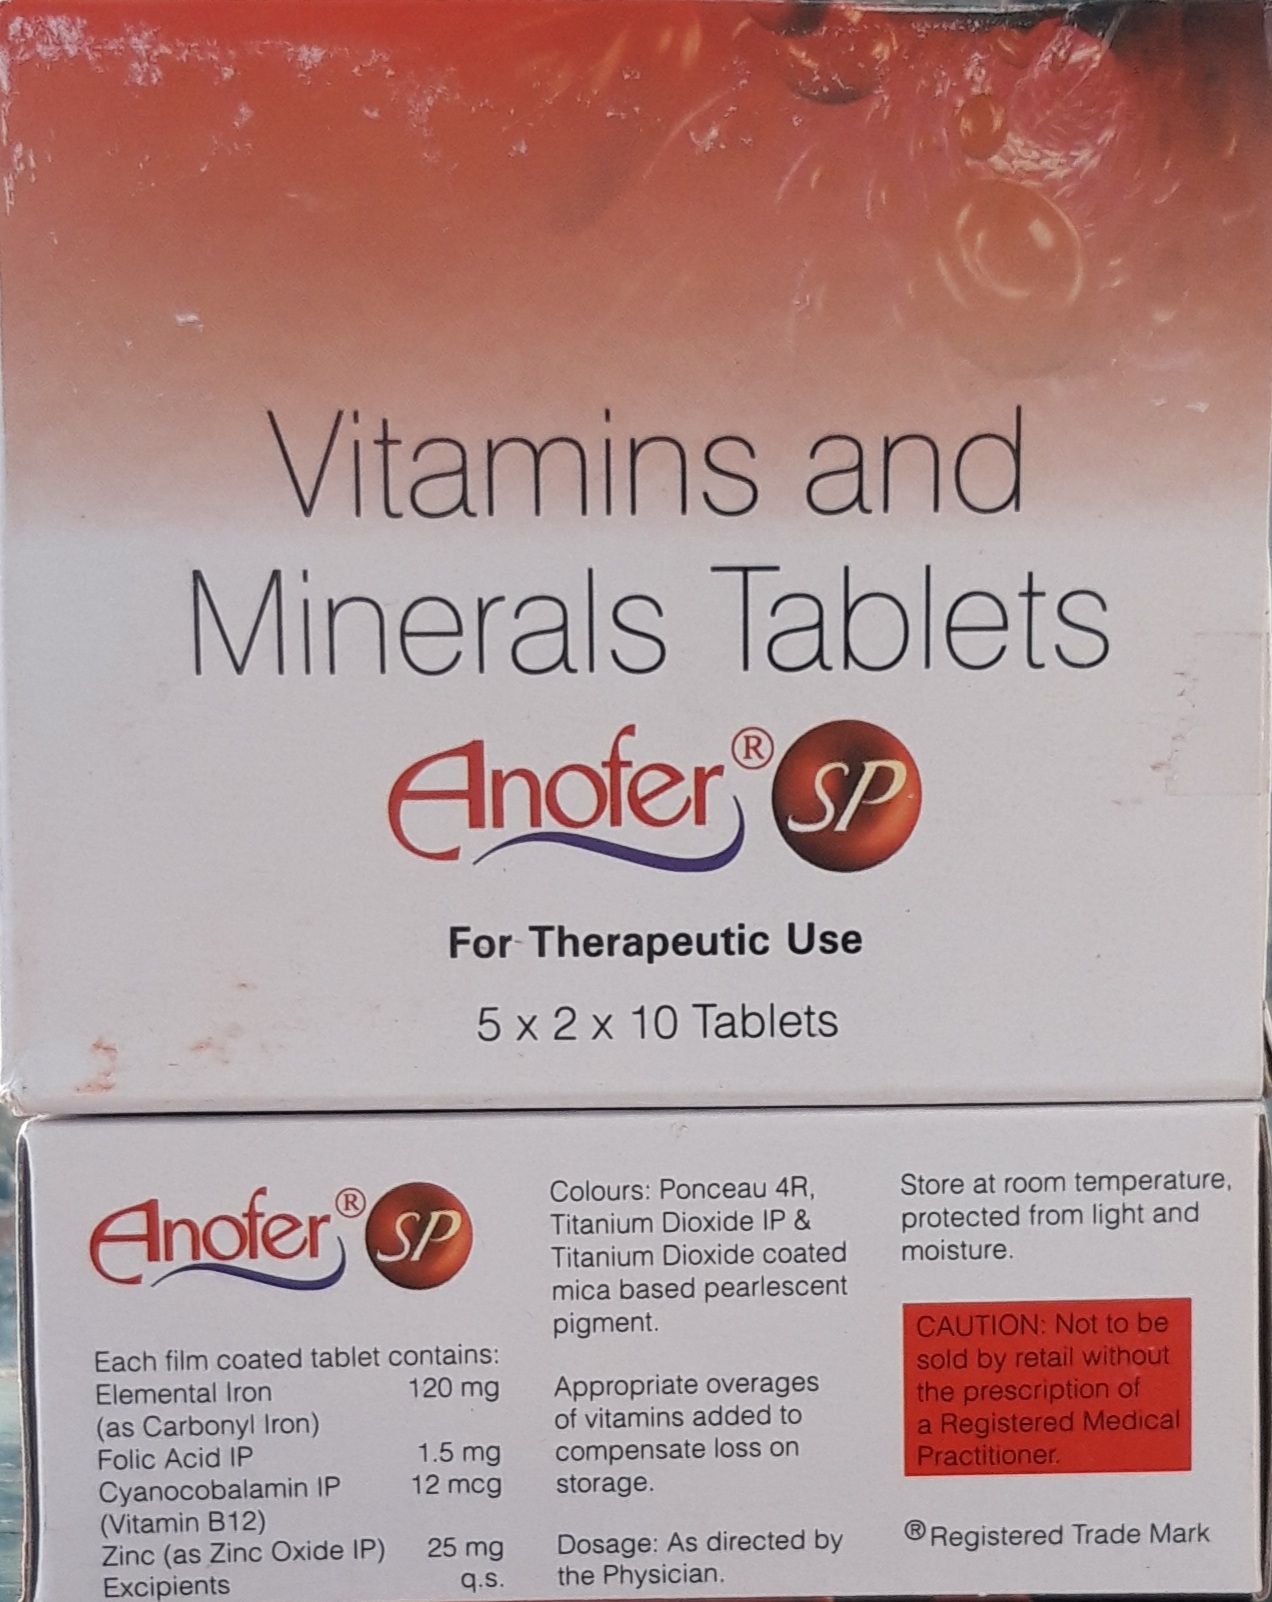 Vitamins and
Minerals Tablets
Anofer® SP
For Therapeutic Use
5 x 2 x 10 Tablets
Anofer® SP
Each film coated tablet contains:
Elemental Iron 120 mg
(as Carbonyl Iron)
Folic Acid IP 1.5 mg
Cyanocobalamin IP 12 mcg
(Vitamin B12)
Zinc (as Zinc Oxide IP) 25 mg
Excipients q.s.
Colours: Ponceau 4R,
Titanium Dioxide IP &
Titanium Dioxide coated
mica based pearlescent
pigment.
Appropriate overages
of vitamins added to
compensate loss on
storage.
Dosage: As directed by
the Physician.
Store at room temperature,
protected from light and
moisture.
CAUTION: Not to be
sold by retail without
the prescription of
a Registered Medical
Practitioner.
® Registered Trade Mark